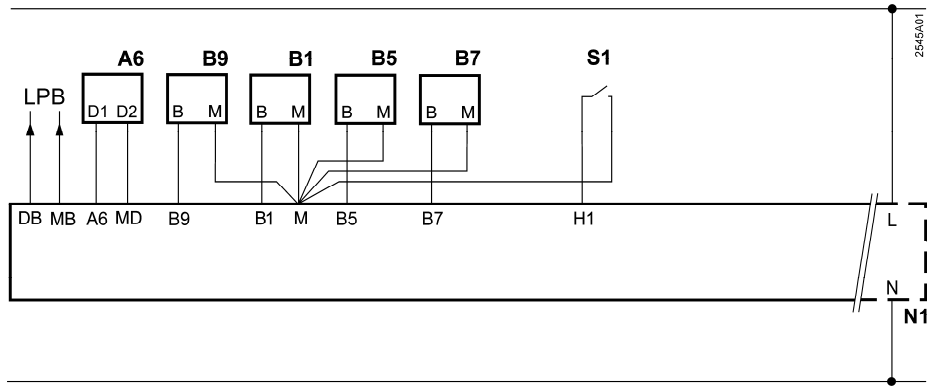 2545A01
A6 B9 B1 B5 B7 S1
LPB
D1 D2 B M B M B M B M
DB MB A6 MD B9 B1 M B5 B7 H1 L
N
N1